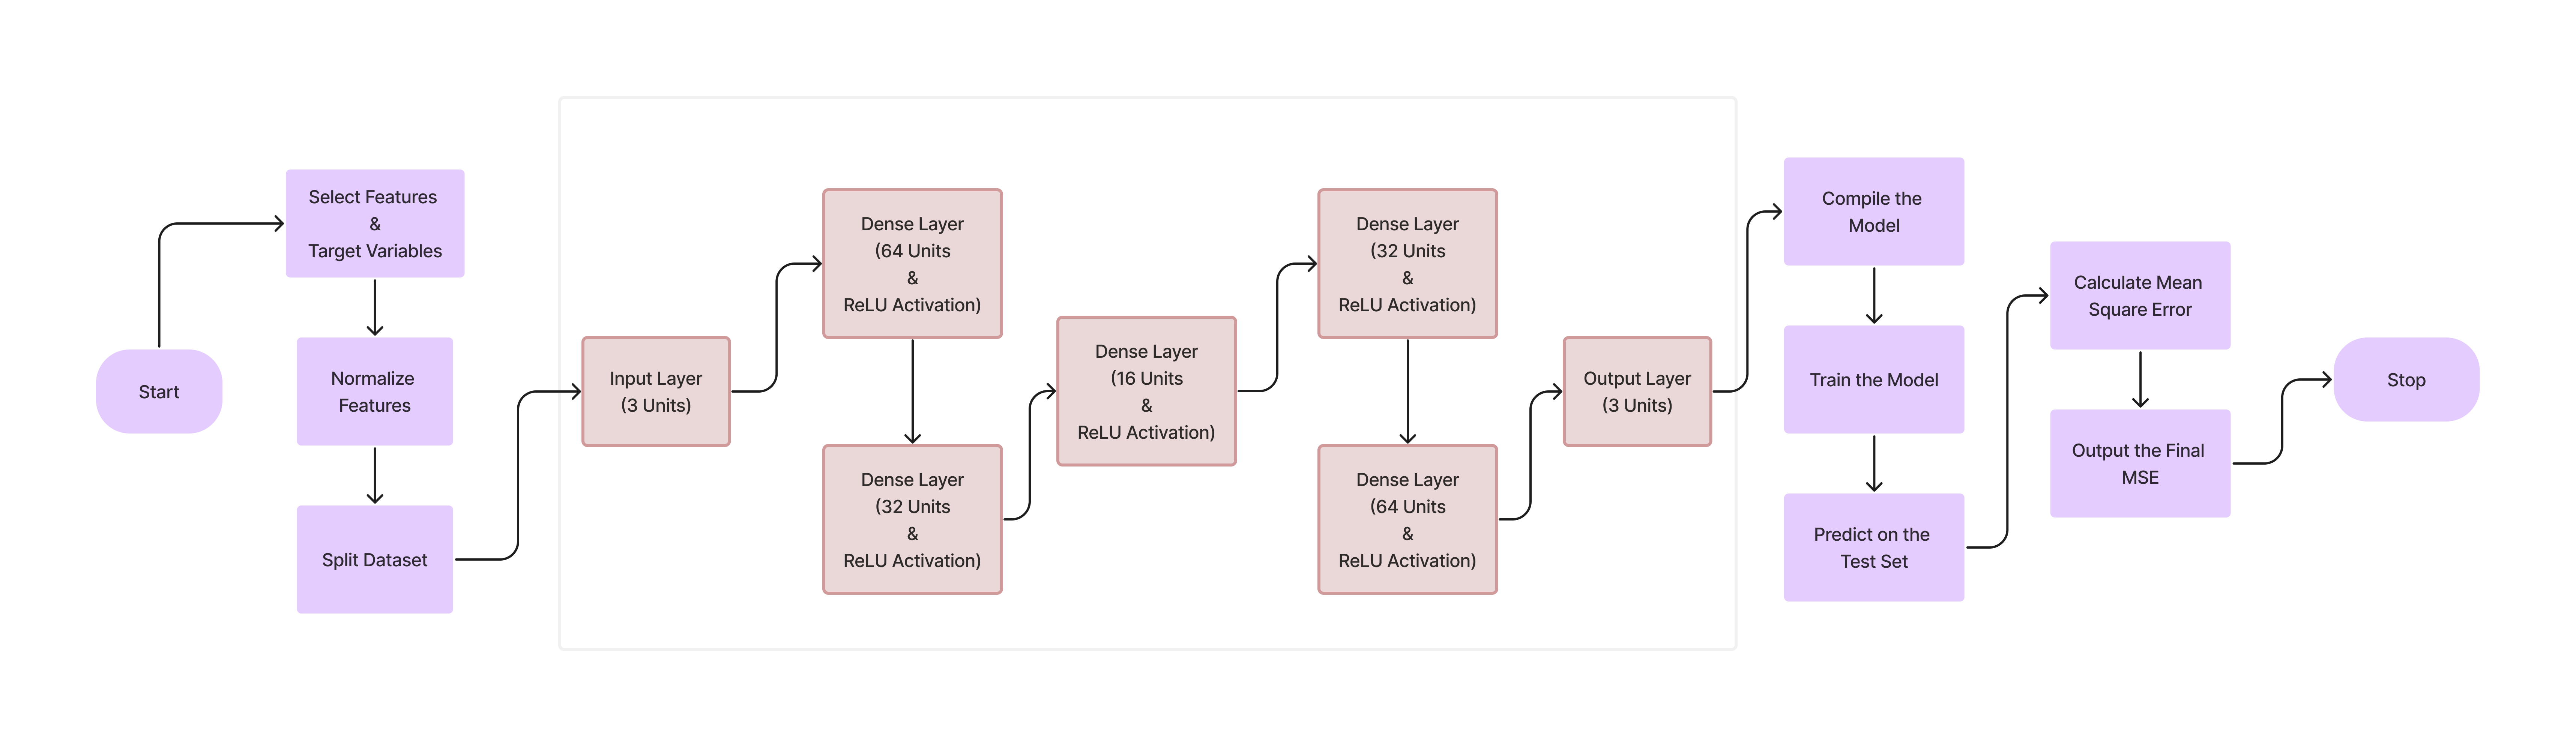 Start
Select Features
&
Target Variables
Normalize
Features
Split Dataset
Input Layer
(3 Units)
Dense Layer
(64 Units
&
ReLU Activation)
Dense Layer
(32 Units
&
ReLU Activation)
Dense Layer
(16 Units
&
ReLU Activation)
Dense Layer
(32 Units
&
ReLU Activation)
Dense Layer
(64 Units
&
ReLU Activation)
Output Layer
(3 Units)
Compile the
Model
Train the Model
Predict on the
Test Set
Calculate Mean
Square Error
Output the Final
MSE
Stop